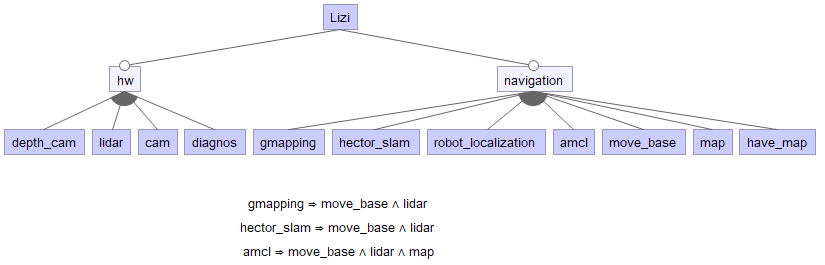 Lizi
hw navigation
depth_cam lidar cam diagnos gmapping hector_slam robot_localization amcl move_base map have_map
gmapping ⇒ move_base ∧ lidar
hector_slam ⇒ move_base ∧ lidar
amcl ⇒ move_base ∧ lidar ∧ map